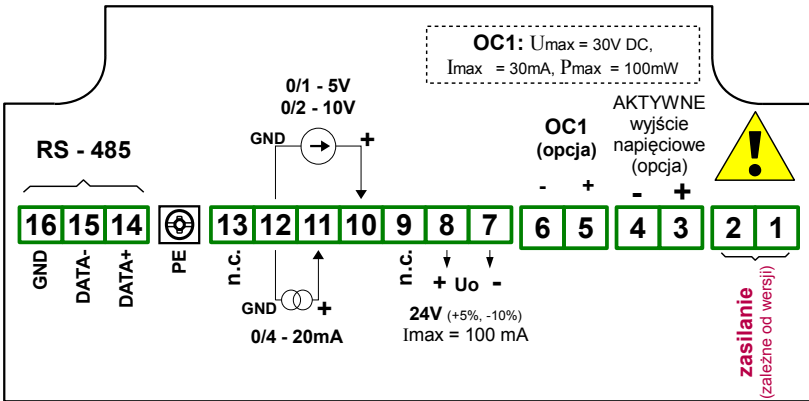 OC1: Umax = 30V DC,
Imax = 30mA, Pmax = 100mW
0/1 - 5V
0/2 - 10V
GND
+
RS - 485
OC1
(opcja)
- +
AKTYWNE
wyjście
napięciowe
(opcja)
- +
16 15 14 13 12 11 10 9 8 7 6 5 4 3 2 1
GND
DATA-
DATA+
PE
n.c.
GND +
0/4 - 20mA
n.c.
+ Uo -
24V (+5%, -10%)
Imax = 100 mA
zasilanie
(zależne od wersji)